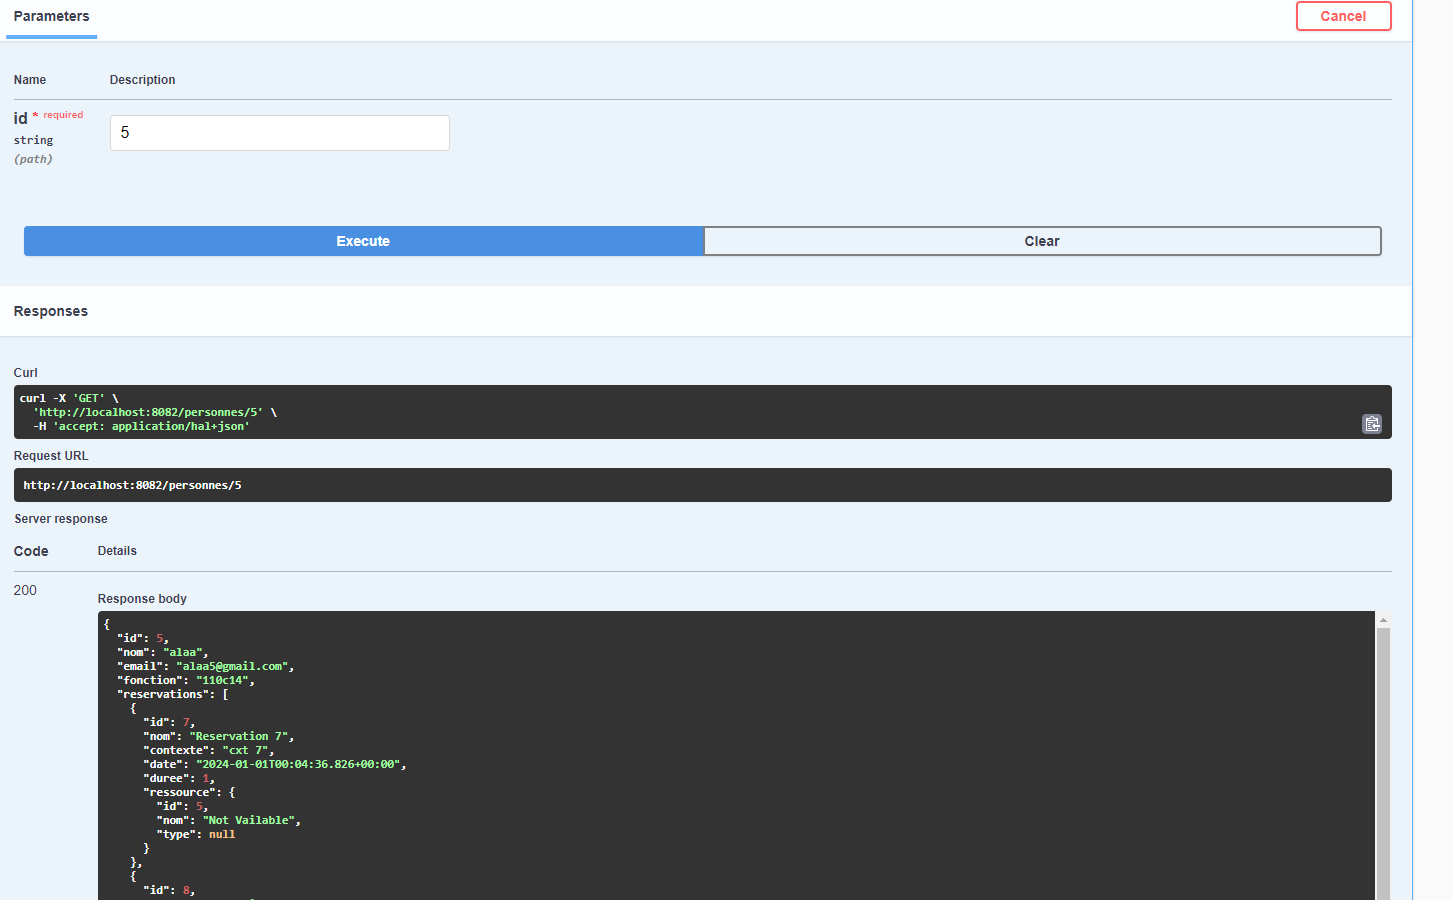 Parameters
Cancel
Name Description
id * required
string
(path)
5
Execute Clear
Responses
Curl
curl -X 'GET' \
'http://localhost:8082/personnes/5' \
-H 'accept: application/hal+json'
Request URL
http://localhost:8082/personnes/5
Server response
Code Details
200
Response body
{
"id": 5,
"nom": "alaa",
"email": "alaa5@gmail.com",
"fonction": "110c14",
"reservations": [
{
"id": 7,
"nom": "Reservation 7",
"contexte": "cxt 7",
"date": "2024-01-01T00:04:36.826+00:00",
"duree": 1,
"ressource": {
"id": 5,
"nom": "Not Vailable",
"type": null
}
},
{
"id": 8,